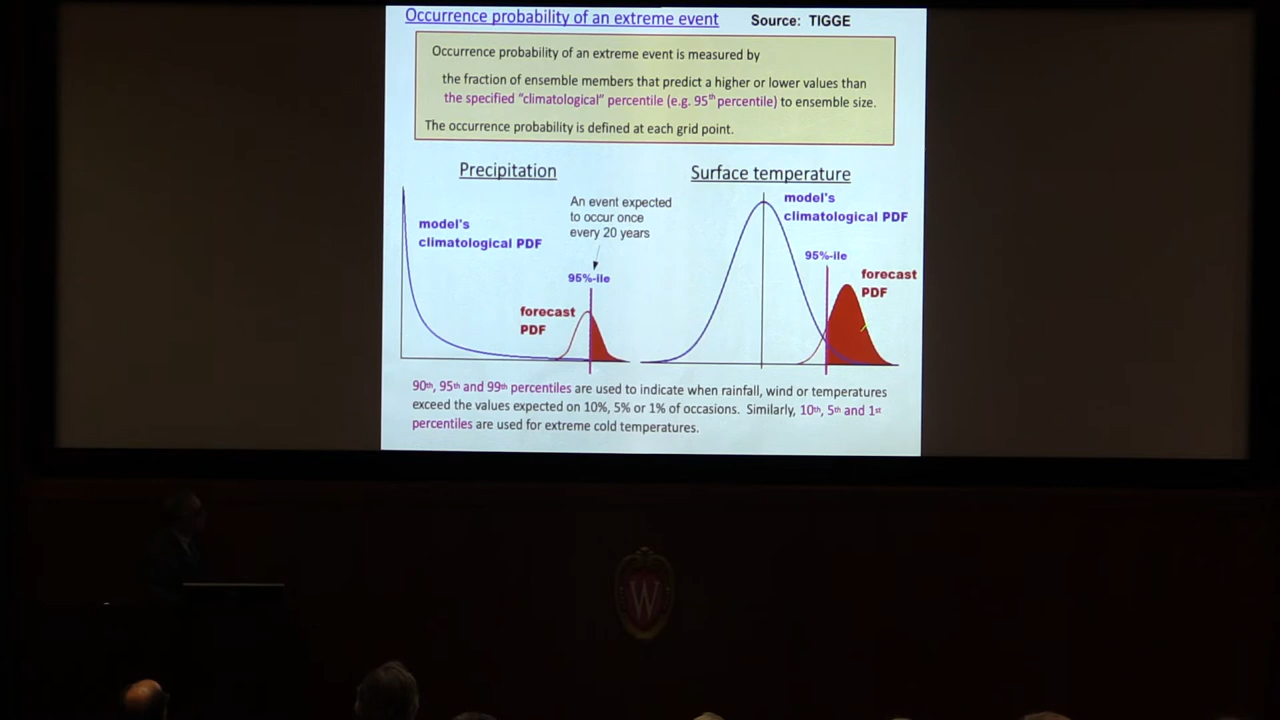 Occurrence probability of an extreme event Source: TIGGE
Occurrence probability of an extreme event is measured by
the fraction of ensemble members that predict a higher or lower values than
the specified “climatological” percentile (e.g. 95th percentile) to ensemble size.
The occurrence probability is defined at each grid point.
Precipitation
An event expected
to occur once
every 20 years
model's
climatological PDF
95%-ile
forecast
PDF
Surface temperature
model's
climatological PDF
95%-ile
forecast
PDF
90th, 95th and 99th percentiles are used to indicate when rainfall, wind or temperatures
exceed the values expected on 10%, 5% or 1% of occasions. Similarly, 10th, 5th and 1st
percentiles are used for extreme cold temperatures.
W